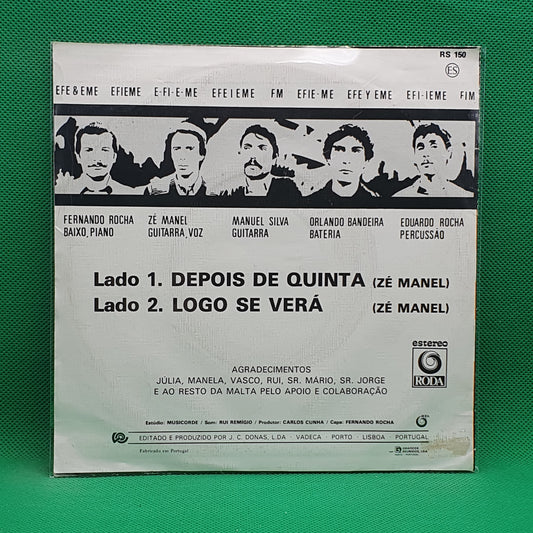 RS 150
ES
EFE & EME EFIEME E-FI-E-ME EFE I EME FM EFIE-ME EFE Y EME EFI-IEME FIM
FERNANDO ROCHA
BAIXO, PIANO
ZÉ MANEL
GUITARRA, VOZ
MANUEL SILVA
GUITARRA
ORLANDO BANDEIRA
BATERIA
EDUARDO ROCHA
PERCUSSÃO
Lado 1. DEPOIS DE QUINTA (ZÉ MANEL)
Lado 2. LOGO SE VERÁ (ZÉ MANEL)
estereo
RODA
AGRADECIMENTOS
JÚLIA, MANELA, VASCO, RUI, SR. MÁRIO, SR. JORGE
E AO RESTO DA MALTA PELO APOIO E COLABORAÇÃO
Estúdio: MUSICORDE / Som: RUI REMÍGIO / Produtor: CARLOS CUNHA / Capa: FERNANDO ROCHA
EDITADO E PRODUZIDO POR J. C. DONAS, L.DA - VADECA - PORTO - LISBOA - PORTUGAL
Fabricado em Portugal